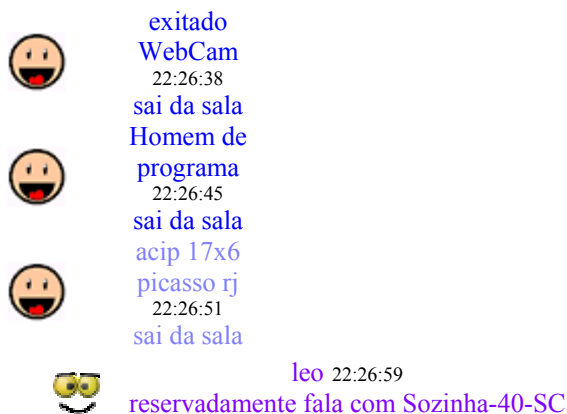 exitado
WebCam
22:26:38
sai da sala
Homem de
programa
22:26:45
sai da sala
acip 17x6
picasso rj
22:26:51
sai da sala
leo 22:26:59
reservadamente fala com Sozinha-40-SC